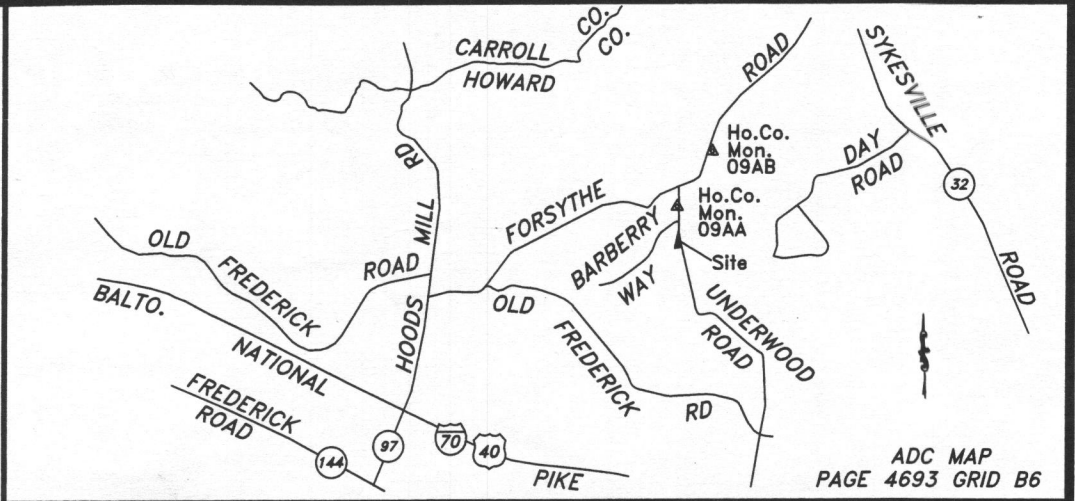 CARROLL CO.
HOWARD CO.
ROAD
SYKESVILLE
RD
Ho.Co.
Mon.
09AB
DAY
ROAD
32
FORSYTHE
Ho.Co.
Mon.
09AA
BARBERRY
WAY
Site
OLD
FREDERICK
ROAD
MILL
HOODS
OLD
FREDERICK
RD
UNDERWOOD
ROAD
ROAD
BALTO.
NATIONAL
PIKE
FREDERICK
ROAD
144
97
70
40
ADC MAP
PAGE 4693 GRID B6